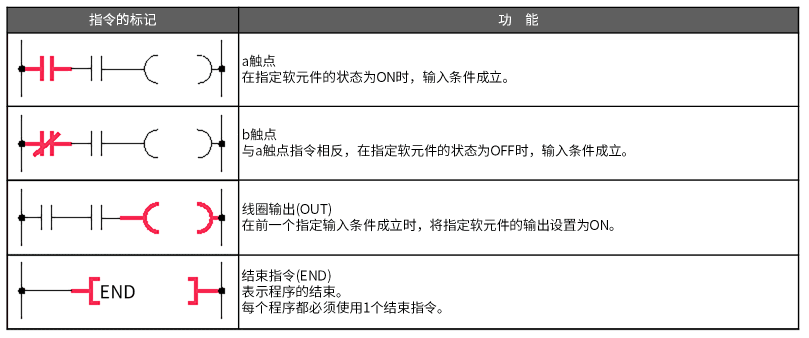 指令的标记
功 能
a触点
在指定软元件的状态为ON时，输入条件成立。
b触点
与a触点指令相反，在指定软元件的状态为OFF时，输入条件成立。
线圈输出(OUT)
在前一个指定输入条件成立时，将指定软元件的输出设置为ON。
END
结束指令(END)
表示程序的结束。
每个程序都必须使用1个结束指令。